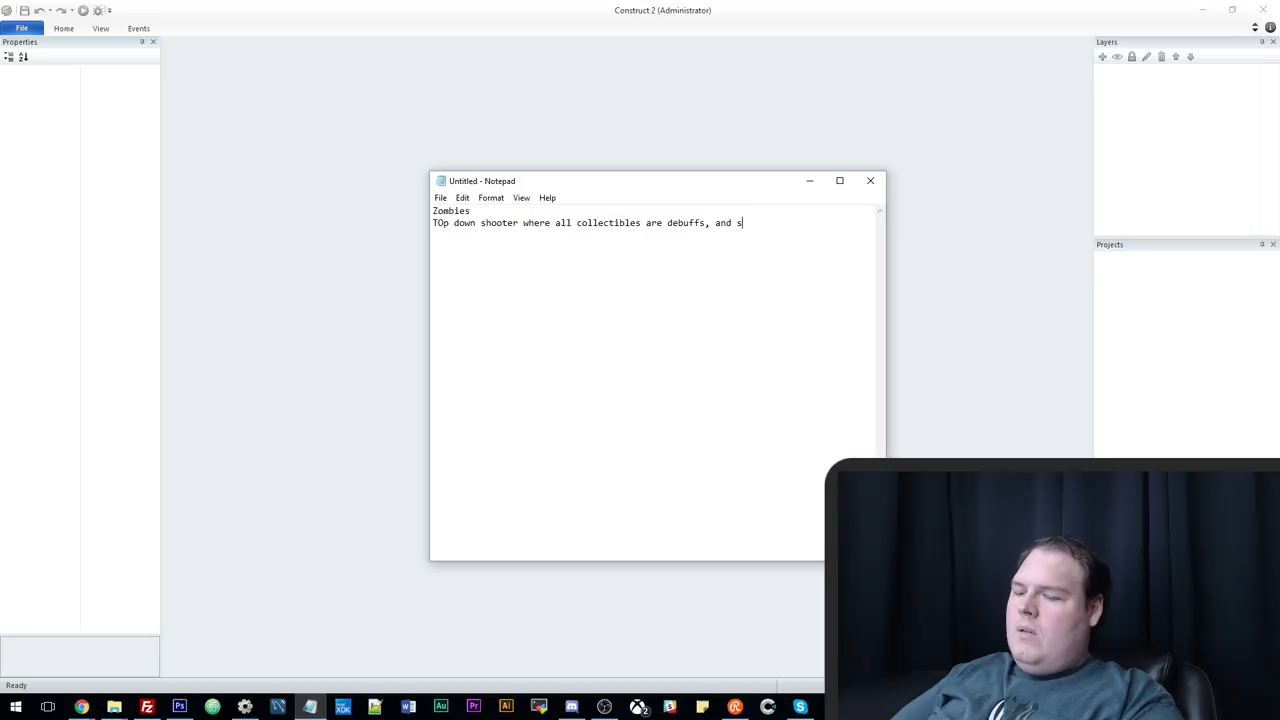 Construct 2 (Administrator)
File Home View Events
Properties
Layers
Untitled - Notepad
File Edit Format View Help
Zombies
TOp down shooter where all collectibles are debuffs, and s
Projects
Ready